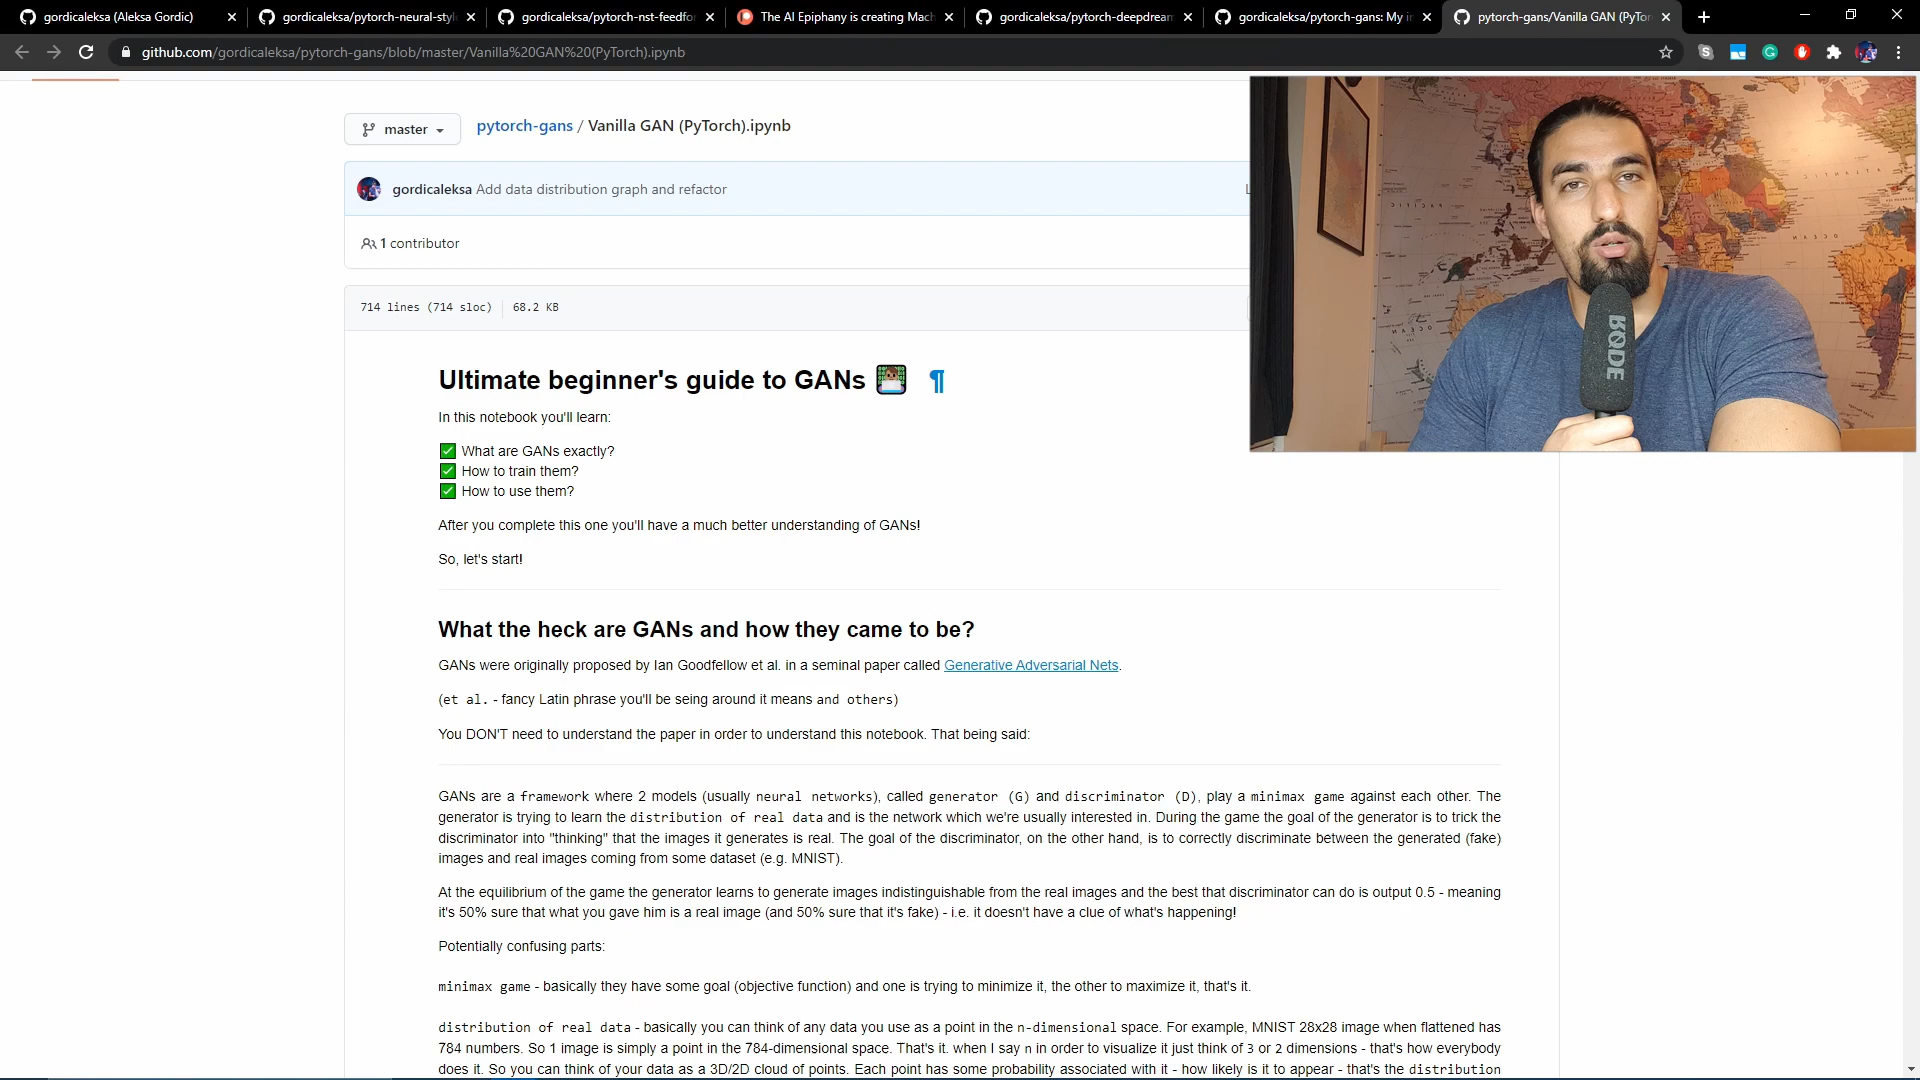 gordicaleksa (Aleksa Gordic)
gordicaleksa/pytorch-neural-style
gordicaleksa/pytorch-nst-feedfor
The AI Epiphany is creating Mach
gordicaleksa/pytorch-deepdream
gordicaleksa/pytorch-gans: My i
pytorch-gans/Vanilla GAN (PyTor
github.com/gordicaleksa/pytorch-gans/blob/master/Vanilla%20GAN%20(PyTorch).ipynb
master
pytorch-gans / Vanilla GAN (PyTorch).ipynb
gordicaleksa Add data distribution graph and refactor
1 contributor
714 lines (714 sloc) 68.2 KB
Ultimate beginner's guide to GANs ¶
In this notebook you'll learn:
What are GANs exactly?
How to train them?
How to use them?
After you complete this one you'll have a much better understanding of GANs!
So, let's start!
What the heck are GANs and how they came to be?
GANs were originally proposed by Ian Goodfellow et al. in a seminal paper called Generative Adversarial Nets.
(et al. - fancy Latin phrase you'll be seing around it means and others)
You DON'T need to understand the paper in order to understand this notebook. That being said:
GANs are a framework where 2 models (usually neural networks), called generator (G) and discriminator (D), play a minimax game against each other. The
generator is trying to learn the distribution of real data and is the network which we're usually interested in. During the game the goal of the generator is to trick the
discriminator into "thinking" that the images it generates is real. The goal of the discriminator, on the other hand, is to correctly discriminate between the generated (fake)
images and real images coming from some dataset (e.g. MNIST).
At the equilibrium of the game the generator learns to generate images indistinguishable from the real images and the best that discriminator can do is output 0.5 - meaning
it's 50% sure that what you gave him is a real image (and 50% sure that it's fake) - i.e. it doesn't have a clue of what's happening!
Potentially confusing parts:
minimax game - basically they have some goal (objective function) and one is trying to minimize it, the other to maximize it, that's it.
distribution of real data - basically you can think of any data you use as a point in the n-dimensional space. For example, MNIST 28x28 image when flattened has
784 numbers. So 1 image is simply a point in the 784-dimensional space. That's it. when I say n in order to visualize it just think of 3 or 2 dimensions - that's how everybody
does it. So you can think of your data as a 3D/2D cloud of points. Each point has some probability associated with it - how likely is it to appear - that's the distribution
RODE